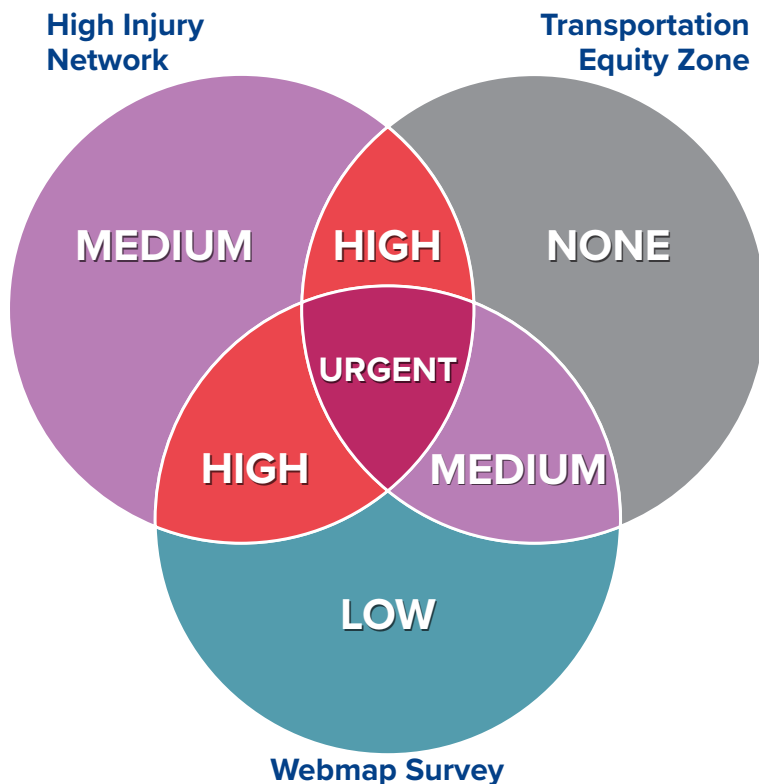 High Injury
Network
Transportation
Equity Zone
MEDIUM
HIGH
NONE
URGENT
HIGH
MEDIUM
LOW
Webmap Survey